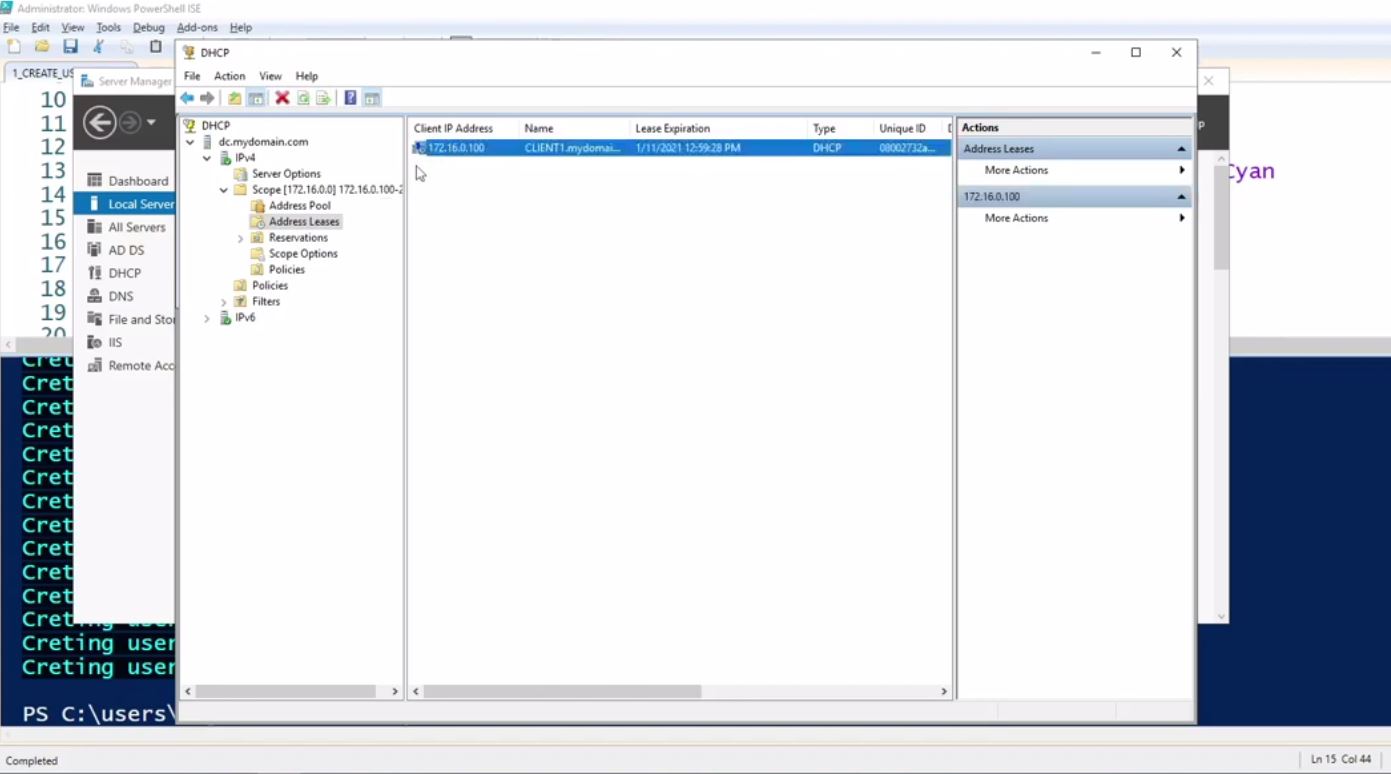 Administrator: Windows PowerShell ISE
File Edit View Tools Debug Add-ons Help
1_CREATE_US
10
11
12
13
14
15
16
17
18
19
20
Cyan
Server Manager
Dashboard
Local Server
All Servers
AD DS
DHCP
DNS
File and Stor
IIS
Remote Acc
DHCP
File Action View Help
DHCP
dc.mydomain.com
IPv4
Server Options
Scope [172.16.0.0] 172.16.0.100-2
Address Pool
Address Leases
Reservations
Scope Options
Policies
Policies
Filters
IPv6
Client IP Address Name Lease Expiration Type Unique ID D
172.16.0.100 CLIENT1.mydomai... 1/11/2021 12:59:28 PM DHCP 08002732a...
Actions
Address Leases
More Actions
172.16.0.100
More Actions
Cret
Cret
Cret
Cret
Cret
Cret
Cret
Cret
Cret
Cret
Cret
Creting user
Creting user
Creting user
PS C:\users\
Completed
Ln 15 Col 44